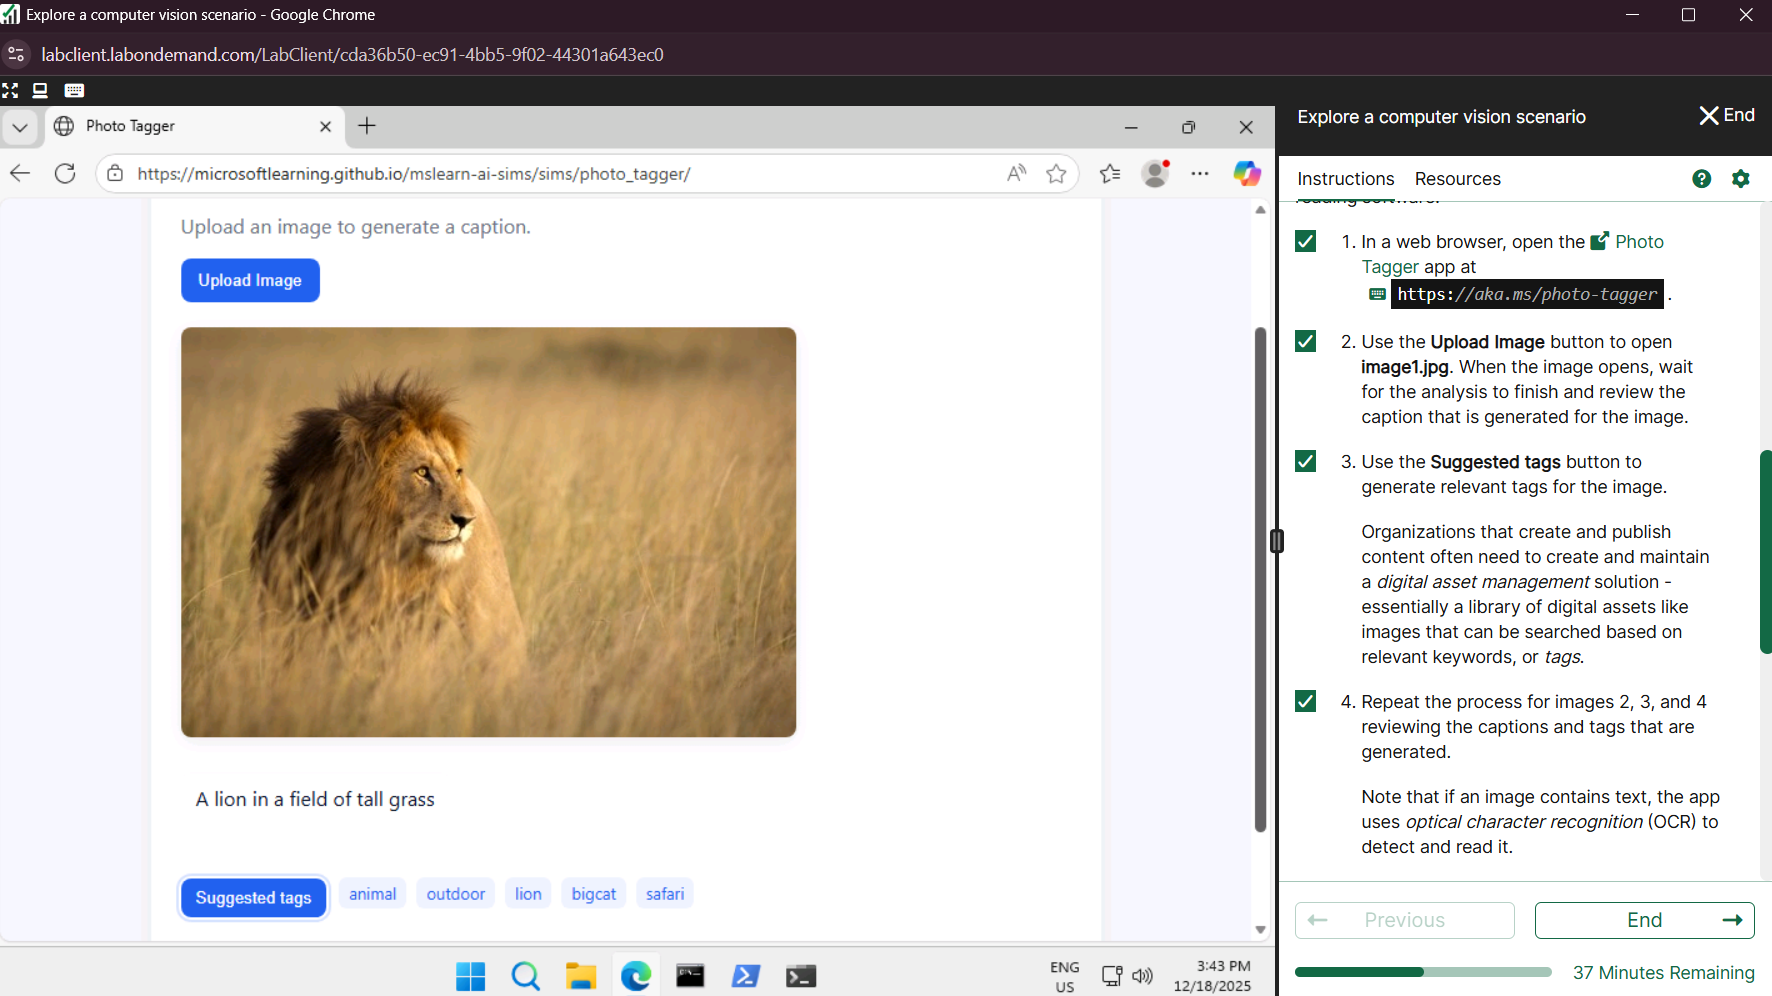 Explore a computer vision scenario - Google Chrome
labclient.labondemand.com/LabClient/cda36b50-ec91-4bb5-9f02-44301a643ec0
Photo Tagger
https://microsoftlearning.github.io/mslearn-ai-sims/sims/photo_tagger/
Upload an image to generate a caption.
Upload Image
A lion in a field of tall grass
Suggested tags animal outdoor lion bigcat safari
ENG
US
3:43 PM
12/18/2025
Explore a computer vision scenario
End
Instructions Resources
reading software.
1. In a web browser, open the Photo
Tagger app at
https://aka.ms/photo-tagger .
2. Use the Upload Image button to open
image1.jpg. When the image opens, wait
for the analysis to finish and review the
caption that is generated for the image.
3. Use the Suggested tags button to
generate relevant tags for the image.
Organizations that create and publish
content often need to create and maintain
a digital asset management solution -
essentially a library of digital assets like
images that can be searched based on
relevant keywords, or tags.
4. Repeat the process for images 2, 3, and 4
reviewing the captions and tags that are
generated.
Note that if an image contains text, the app
uses optical character recognition (OCR) to
detect and read it.
Previous
End
37 Minutes Remaining